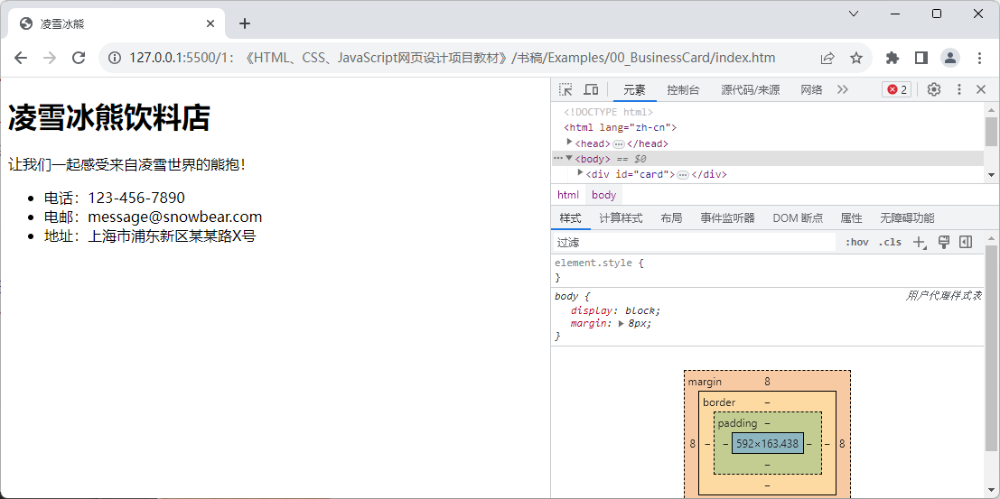 凌雪冰熊
127.0.0.1:5500/1：《HTML、CSS、JavaScript网页设计项目教材》/书稿/Examples/00_BusinessCard/index.htm
凌雪冰熊饮料店
让我们一起感受来自凌雪世界的熊抱！
• 电话：123-456-7890
• 电邮：message@snowbear.com
• 地址：上海市浦东新区某某路X号
元素 控制台 源代码/来源 网络 2
<!DOCTYPE html>
<html lang="zh-cn">
<head>…</head>
<body> == $0
<div id="card">…</div>
html body
样式 计算样式 布局 事件监听器 DOM 断点 属性 无障碍功能
过滤 :hov .cls
element.style {
}
body { 用户代理样式表
display: block;
margin: 8px;
}
margin 8
border –
padding –
8 – – 592×163.438 – – 8
–
–